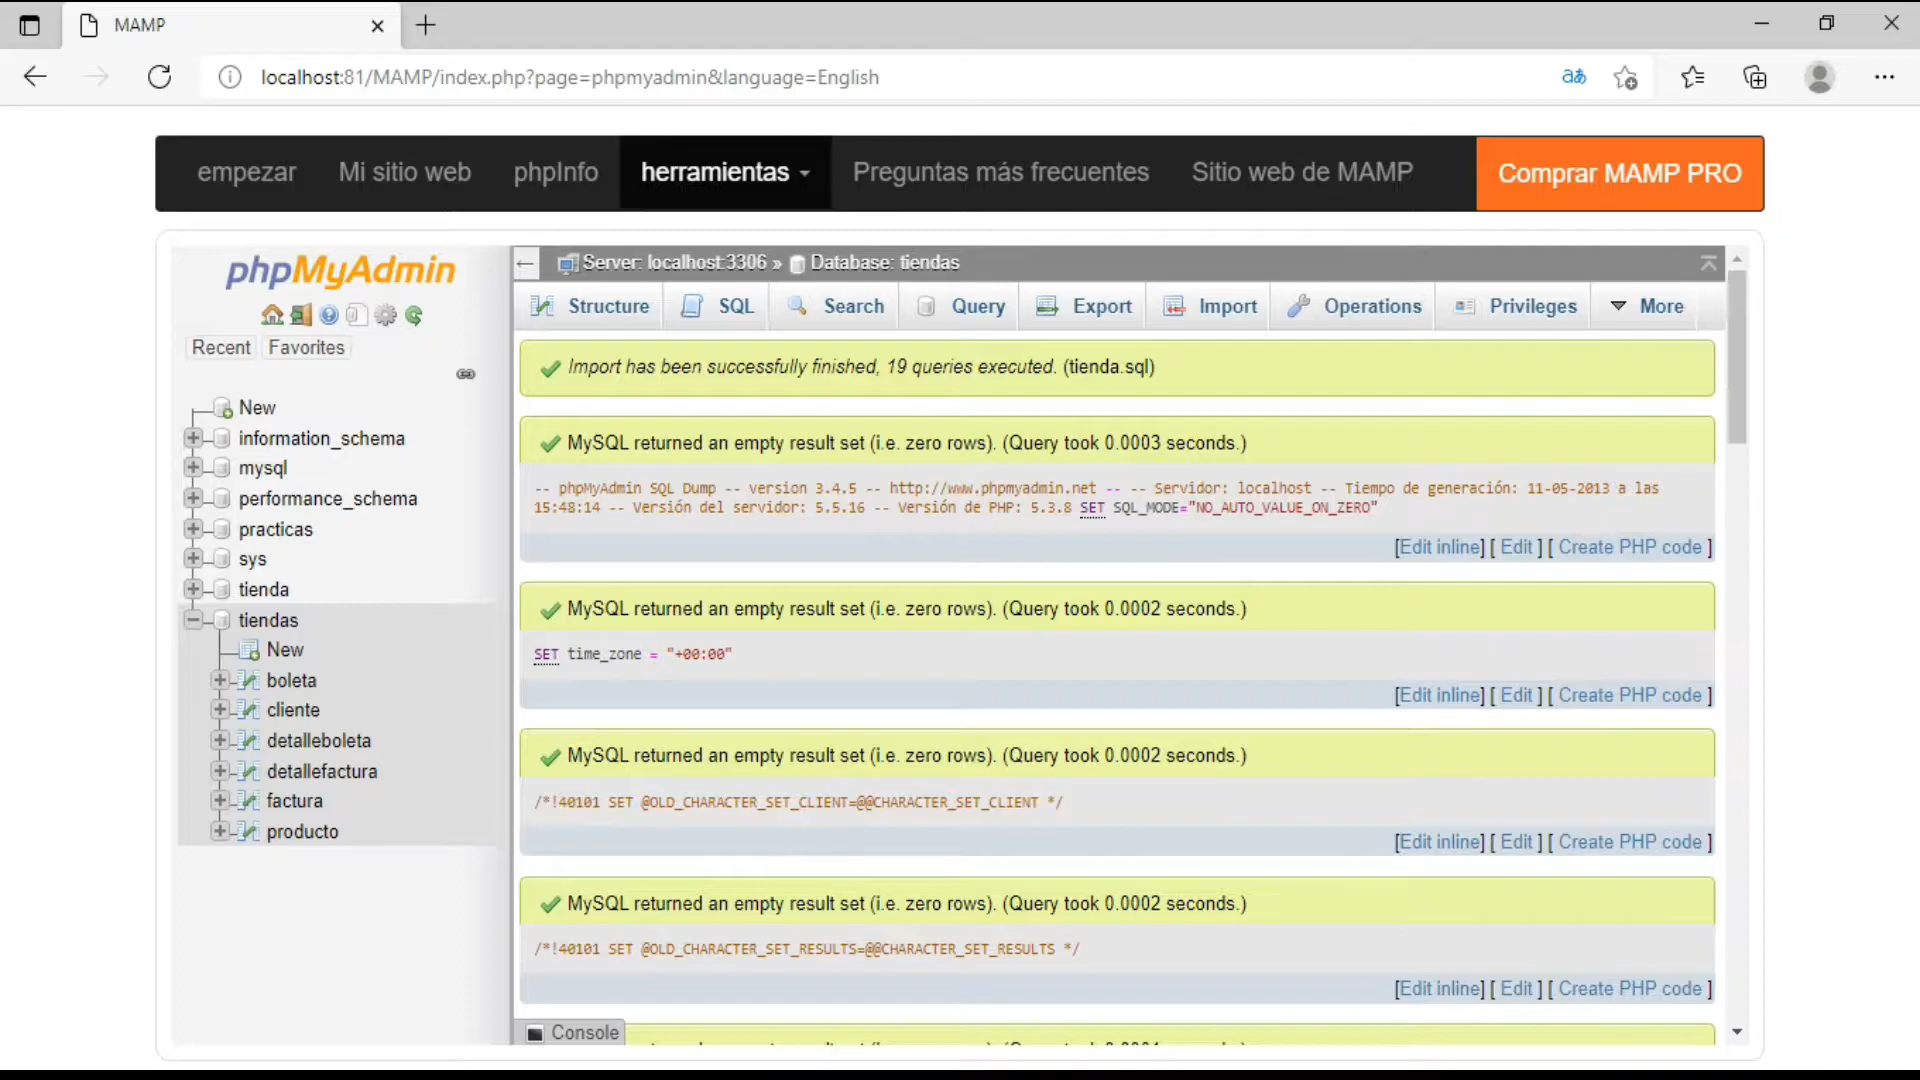 MAMP
localhost:81/MAMP/index.php?page=phpmyadmin&language=English
aあ
empezar Mi sitio web phpInfo herramientas Preguntas más frecuentes Sitio web de MAMP Comprar MAMP PRO
phpMyAdmin
Recent Favorites
New
information_schema
mysql
performance_schema
practicas
sys
tienda
tiendas
New
boleta
cliente
detalleboleta
detallefactura
factura
producto
Server: localhost:3306 » Database: tiendas
Structure SQL Search Query Export Import Operations Privileges More
Import has been successfully finished, 19 queries executed. (tienda.sql)
MySQL returned an empty result set (i.e. zero rows). (Query took 0.0003 seconds.)
-- phpMyAdmin SQL Dump -- version 3.4.5 -- http://www.phpmyadmin.net -- -- Servidor: localhost -- Tiempo de generación: 11-05-2013 a las
15:48:14 -- Versión del servidor: 5.5.16 -- Versión de PHP: 5.3.8 SET SQL_MODE="NO_AUTO_VALUE_ON_ZERO"
[Edit inline] [ Edit ] [ Create PHP code ]
MySQL returned an empty result set (i.e. zero rows). (Query took 0.0002 seconds.)
SET time_zone = "+00:00"
[Edit inline] [ Edit ] [ Create PHP code ]
MySQL returned an empty result set (i.e. zero rows). (Query took 0.0002 seconds.)
/*!40101 SET @OLD_CHARACTER_SET_CLIENT=@@CHARACTER_SET_CLIENT */
[Edit inline] [ Edit ] [ Create PHP code ]
MySQL returned an empty result set (i.e. zero rows). (Query took 0.0002 seconds.)
/*!40101 SET @OLD_CHARACTER_SET_RESULTS=@@CHARACTER_SET_RESULTS */
[Edit inline] [ Edit ] [ Create PHP code ]
Console